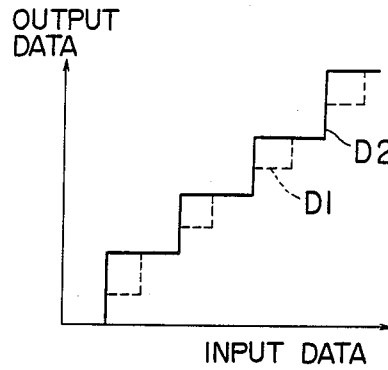 OUTPUT
DATA
D2
D1
INPUT DATA